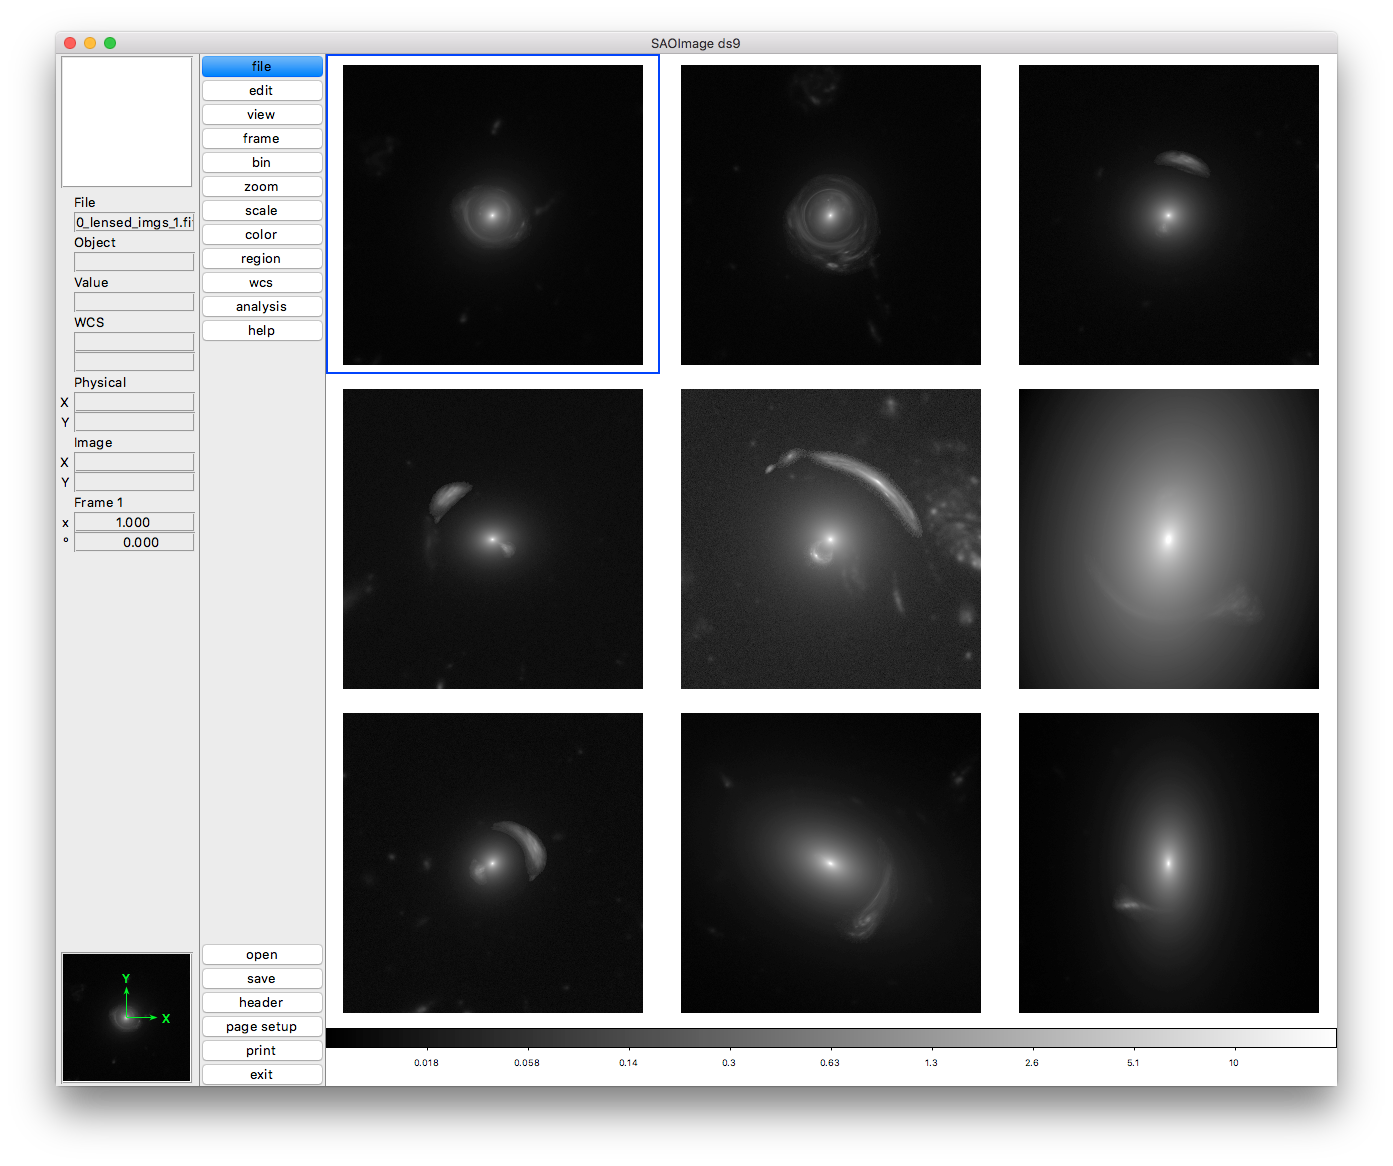 SAOImage ds9
File
0_lensed_imgs_1.fi
Object
Value
WCS
Physical
X
Y
Image
X
Y
Frame 1
x 1.000
° 0.000
file
edit
view
frame
bin
zoom
scale
color
region
wcs
analysis
help
open
save
header
page setup
print
exit
Y
X
0.018 0.058 0.14 0.3 0.63 1.3 2.6 5.1 10